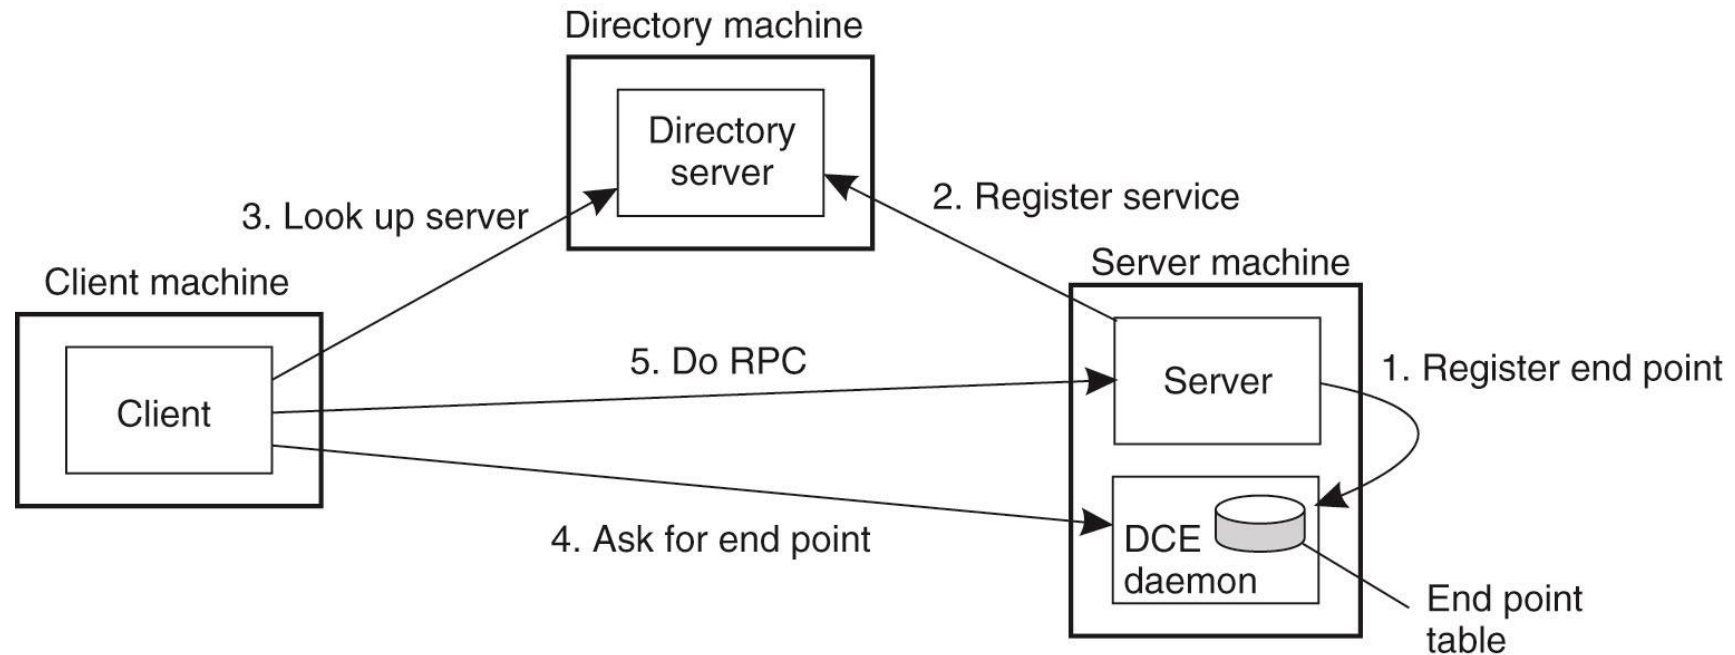 Directory machine
Directory
server
2. Register service
3. Look up server
Server machine
Client machine
5. Do RPC
1. Register end point
Server
Client
4. Ask for end point
DCE
daemon
End point
table